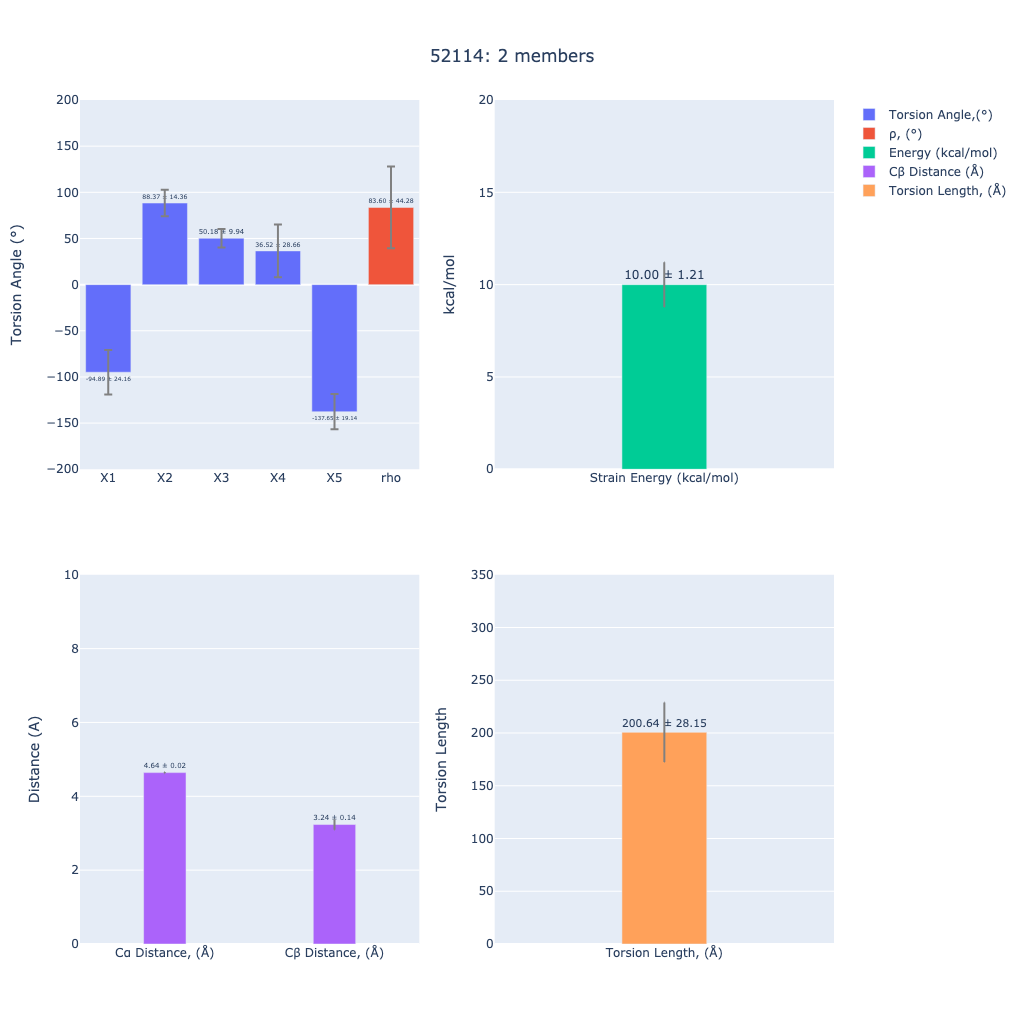 52114: 2 members
200
150
100
50
0
−50
−100
−150
−200
Torsion Angle (°)
-94.89 ± 24.16
88.37 ± 14.36
50.18 ± 9.94
36.52 ± 28.66
-137.65 ± 19.14
83.60 ± 44.28
X1 X2 X3 X4 X5 rho
20
15
10
5
0
kcal/mol
10.00 ± 1.21
Strain Energy (kcal/mol)
Torsion Angle,(°)
ρ, (°)
Energy (kcal/mol)
Cβ Distance (Å)
Torsion Length, (Å)
10
8
6
4
2
0
Distance (A)
4.64 ± 0.02
3.24 ± 0.14
Cα Distance, (Å) Cβ Distance, (Å)
350
300
250
200
150
100
50
0
Torsion Length
200.64 ± 28.15
Torsion Length, (Å)